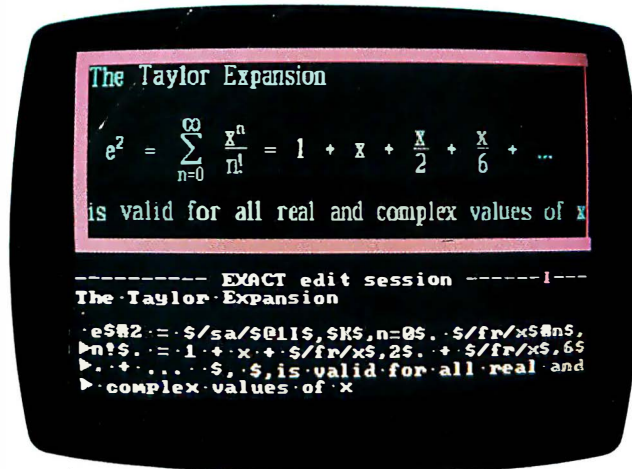 The Taylor Expansion
e² = ∞ ∑ n=0 xⁿ/n! = 1 + x + x/2 + x/6 + ...
is valid for all real and complex values of x
---------- EXACT edit session ------I---
The·Taylor·Expansion
·e$#2·=·$/sa/$@1I$,$K$,n=0$.·$/fr/x$#n$,
▶n!$.·=·1·+·x·+·$/fr/x$,2$.·+·$/fr/x$,6$
▶.·+·...··$,·$,is·valid·for·all·real·and
▶·complex·values·of·x